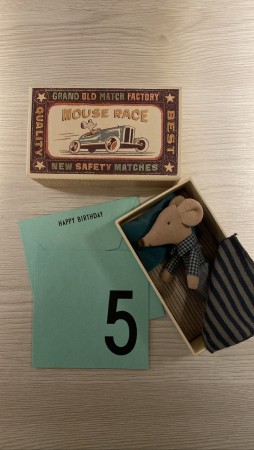 GRAND OLD MATCH FACTORY
MOUSE RACE
QUALITY
BEST
NEW SAFETY MATCHES
HAPPY BIRTHDAY
5